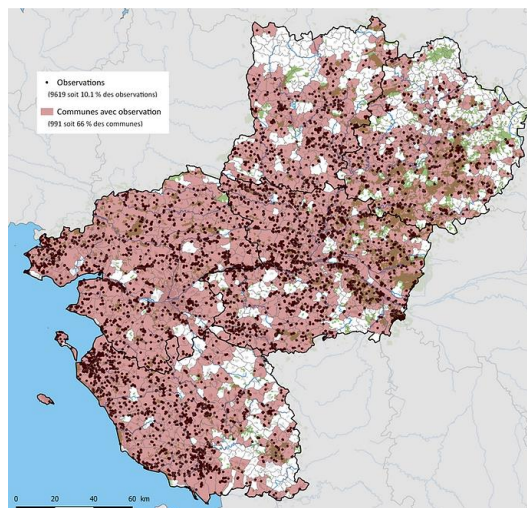 Observations
(9619 soit 10.1 % des observations)
Communes avec observation
(991 soit 66 % des communes)
0 20 40 60 km